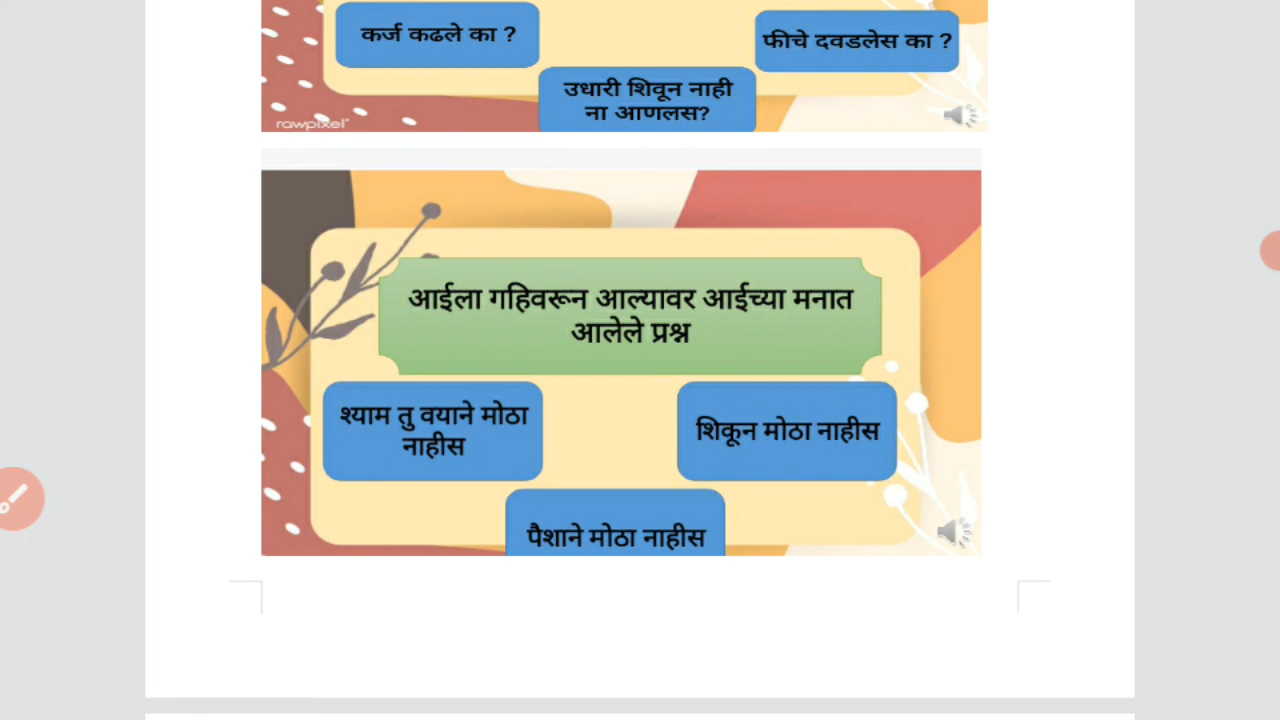 कर्ज कढले का ?
फीचे दवडलेस का ?
उधारी शिवून नाही
ना आणलस?
rawpixel
आईला गहिवरून आल्यावर आईच्या मनात
आलेले प्रश्न
श्याम तु वयाने मोठा
नाहीस
शिकून मोठा नाहीस
पैशाने मोठा नाहीस